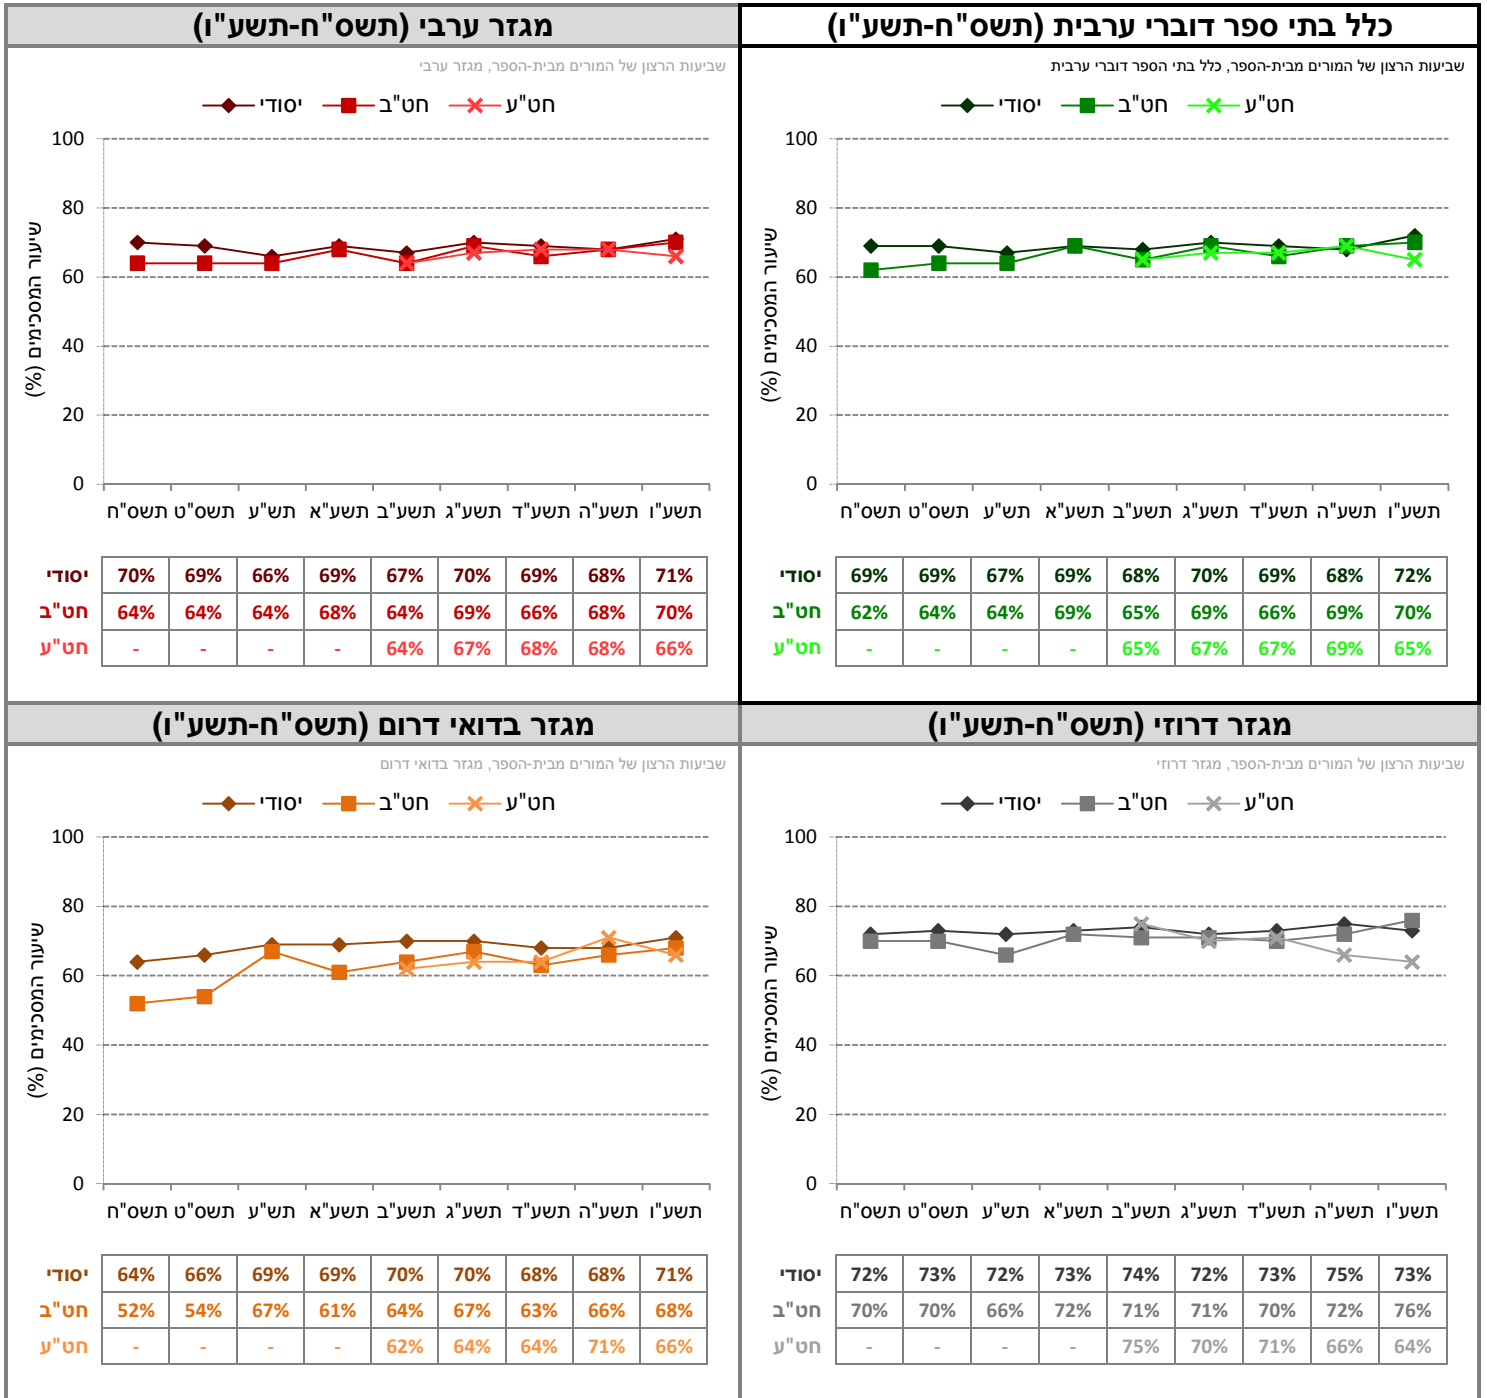 כלל בתי ספר דוברי ערבית (תשס"ח-תשע"ו)
שביעות הרצון של המורים מבית-הספר, כלל בתי הספר דוברי ערבית
יסודי חט"ב חט"ע
שיעור המסכימים (%)
100
80
60
40
20
0
תשס"ח תשס"ט תש"ע תשע"א תשע"ב תשע"ג תשע"ד תשע"ה תשע"ו
יסודי 69% 69% 67% 69% 68% 70% 69% 68% 72%
חט"ב 62% 64% 64% 69% 65% 69% 66% 69% 70%
חט"ע - - - - 65% 67% 67% 69% 65%
מגזר ערבי (תשס"ח-תשע"ו)
שביעות הרצון של המורים מבית-הספר, מגזר ערבי
יסודי חט"ב חט"ע
שיעור המסכימים (%)
100
80
60
40
20
0
תשס"ח תשס"ט תש"ע תשע"א תשע"ב תשע"ג תשע"ד תשע"ה תשע"ו
יסודי 70% 69% 66% 69% 67% 70% 69% 68% 71%
חט"ב 64% 64% 64% 68% 64% 69% 66% 68% 70%
חט"ע - - - - 64% 67% 68% 68% 66%
מגזר דרוזי (תשס"ח-תשע"ו)
שביעות הרצון של המורים מבית-הספר, מגזר דרוזי
יסודי חט"ב חט"ע
שיעור המסכימים (%)
100
80
60
40
20
0
תשס"ח תשס"ט תש"ע תשע"א תשע"ב תשע"ג תשע"ד תשע"ה תשע"ו
יסודי 72% 73% 72% 73% 74% 72% 73% 75% 73%
חט"ב 70% 70% 66% 72% 71% 71% 70% 72% 76%
חט"ע - - - - 75% 70% 71% 66% 64%
מגזר בדואי דרום (תשס"ח-תשע"ו)
שביעות הרצון של המורים מבית-הספר, מגזר בדואי דרום
יסודי חט"ב חט"ע
שיעור המסכימים (%)
100
80
60
40
20
0
תשס"ח תשס"ט תש"ע תשע"א תשע"ב תשע"ג תשע"ד תשע"ה תשע"ו
יסודי 64% 66% 69% 69% 70% 70% 68% 68% 71%
חט"ב 52% 54% 67% 61% 64% 67% 63% 66% 68%
חט"ע - - - - 62% 64% 64% 71% 66%